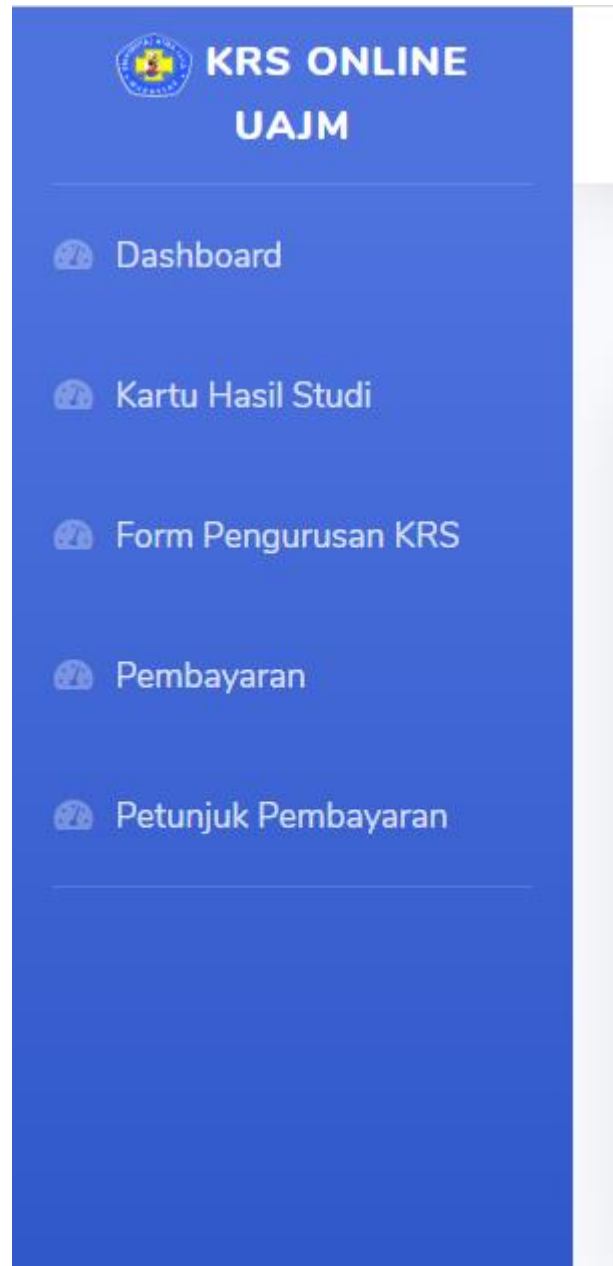 KRS ONLINE
UAJM
Dashboard
Kartu Hasil Studi
Form Pengurusan KRS
Pembayaran
Petunjuk Pembayaran